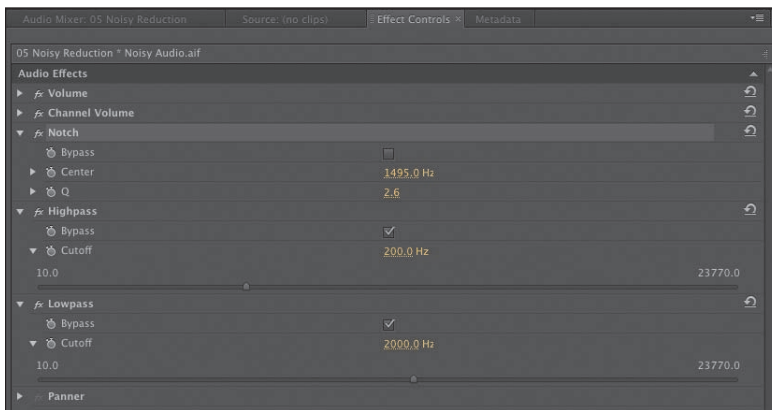 Audio Mixer: 05 Noisy Reduction Source: (no clips) Effect Controls × Metadata
05 Noisy Reduction * Noisy Audio.aif
Audio Effects
fx Volume
fx Channel Volume
fx Notch
Bypass
Center 1495.0 Hz
Q 2.6
fx Highpass
Bypass
Cutoff 200.0 Hz
10.0 23770.0
fx Lowpass
Bypass
Cutoff 2000.0 Hz
10.0 23770.0
Panner